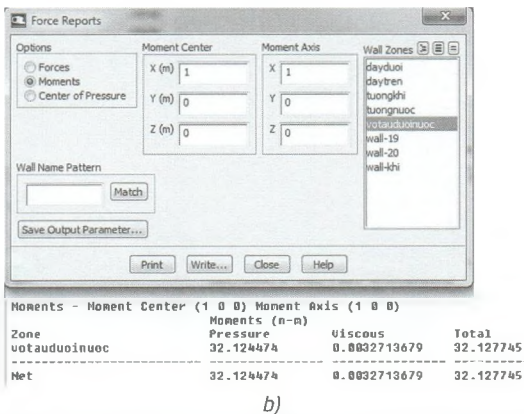 Force Reports
Options
Forces
Moments
Center of Pressure
Moment Center
X (m) 1
Y (m) 0
Z (m) 0
Moment Axis
X 1
Y 0
Z 0
Wall Zones
dayduoi
daytren
tuongkhi
tuongnuoc
votauduoinuoc
wall-19
wall-20
wall-khi
Wall Name Pattern
Match
Save Output Parameter...
Print Write... Close Help
Moments - Moment Center (1 0 0) Moment Axis (1 0 0)
Moments (n-m)
Zone Pressure Viscous Total
votauduoinuoc 32.124474 0.0032713679 32.127745
Net 32.124474 0.0032713679 32.127745
b)